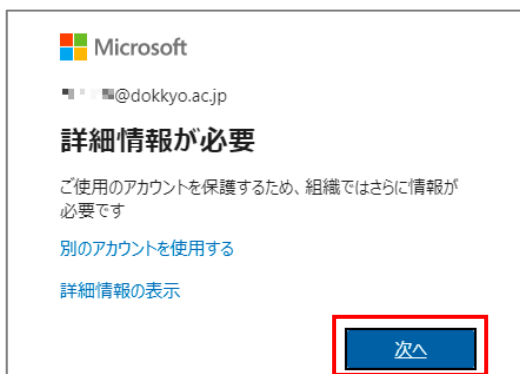 Microsoft
@dokkyo.ac.jp
詳細情報が必要
ご使用のアカウントを保護するため、組織ではさらに情報が
必要です
別のアカウントを使用する
詳細情報の表示
次へ